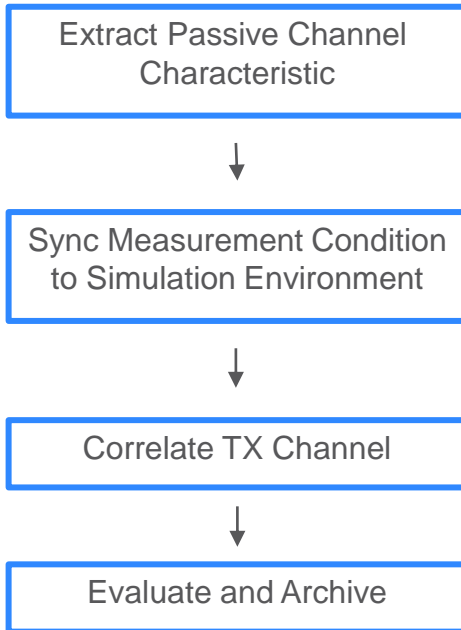 Extract Passive Channel
Characteristic
Sync Measurement Condition
to Simulation Environment
Correlate TX Channel
Evaluate and Archive